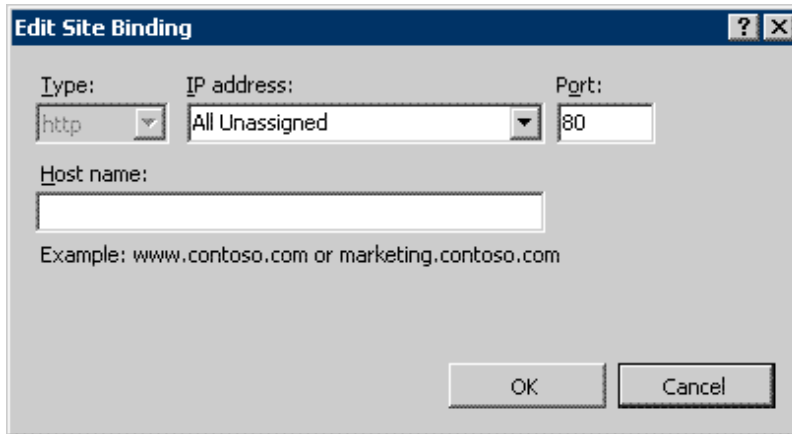 Edit Site Binding
Type: IP address: Port:
http All Unassigned 80
Host name:
Example: www.contoso.com or marketing.contoso.com
OK Cancel